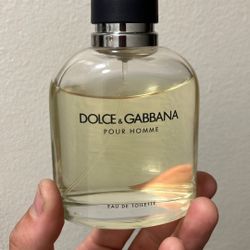 DOLCE & GABBANA
POUR HOMME
EAU DE TOILETTE